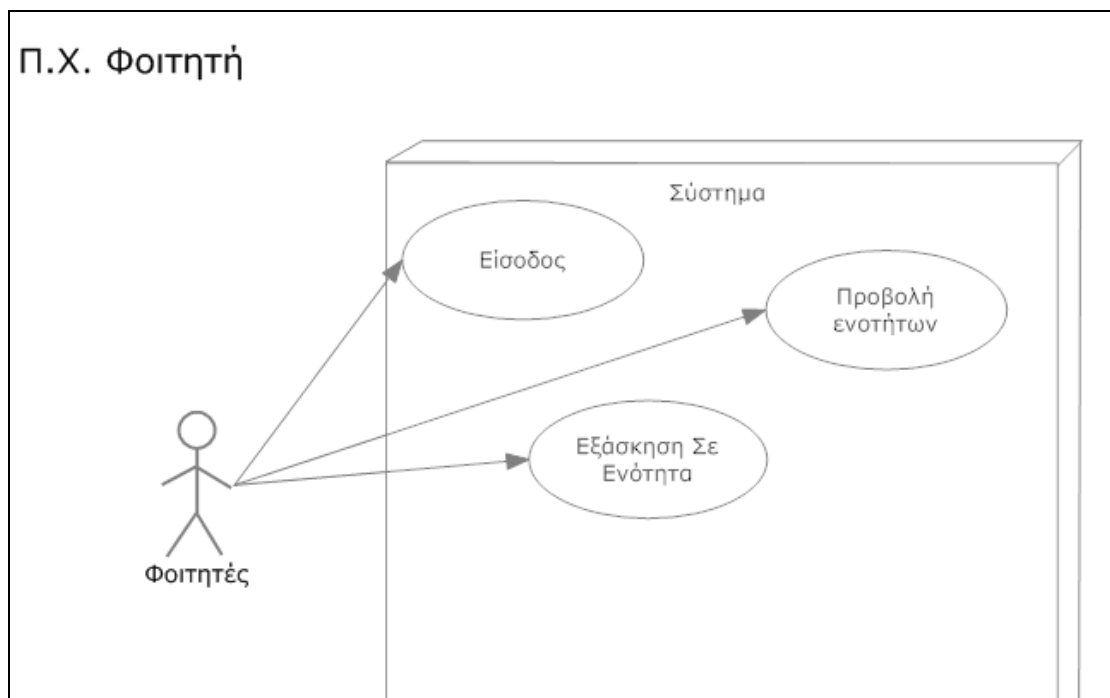 Π.Χ. Φοιτητή
Σύστημα
Είσοδος
Προβολή
ενοτήτων
Εξάσκηση Σε
Ενότητα
Φοιτητές